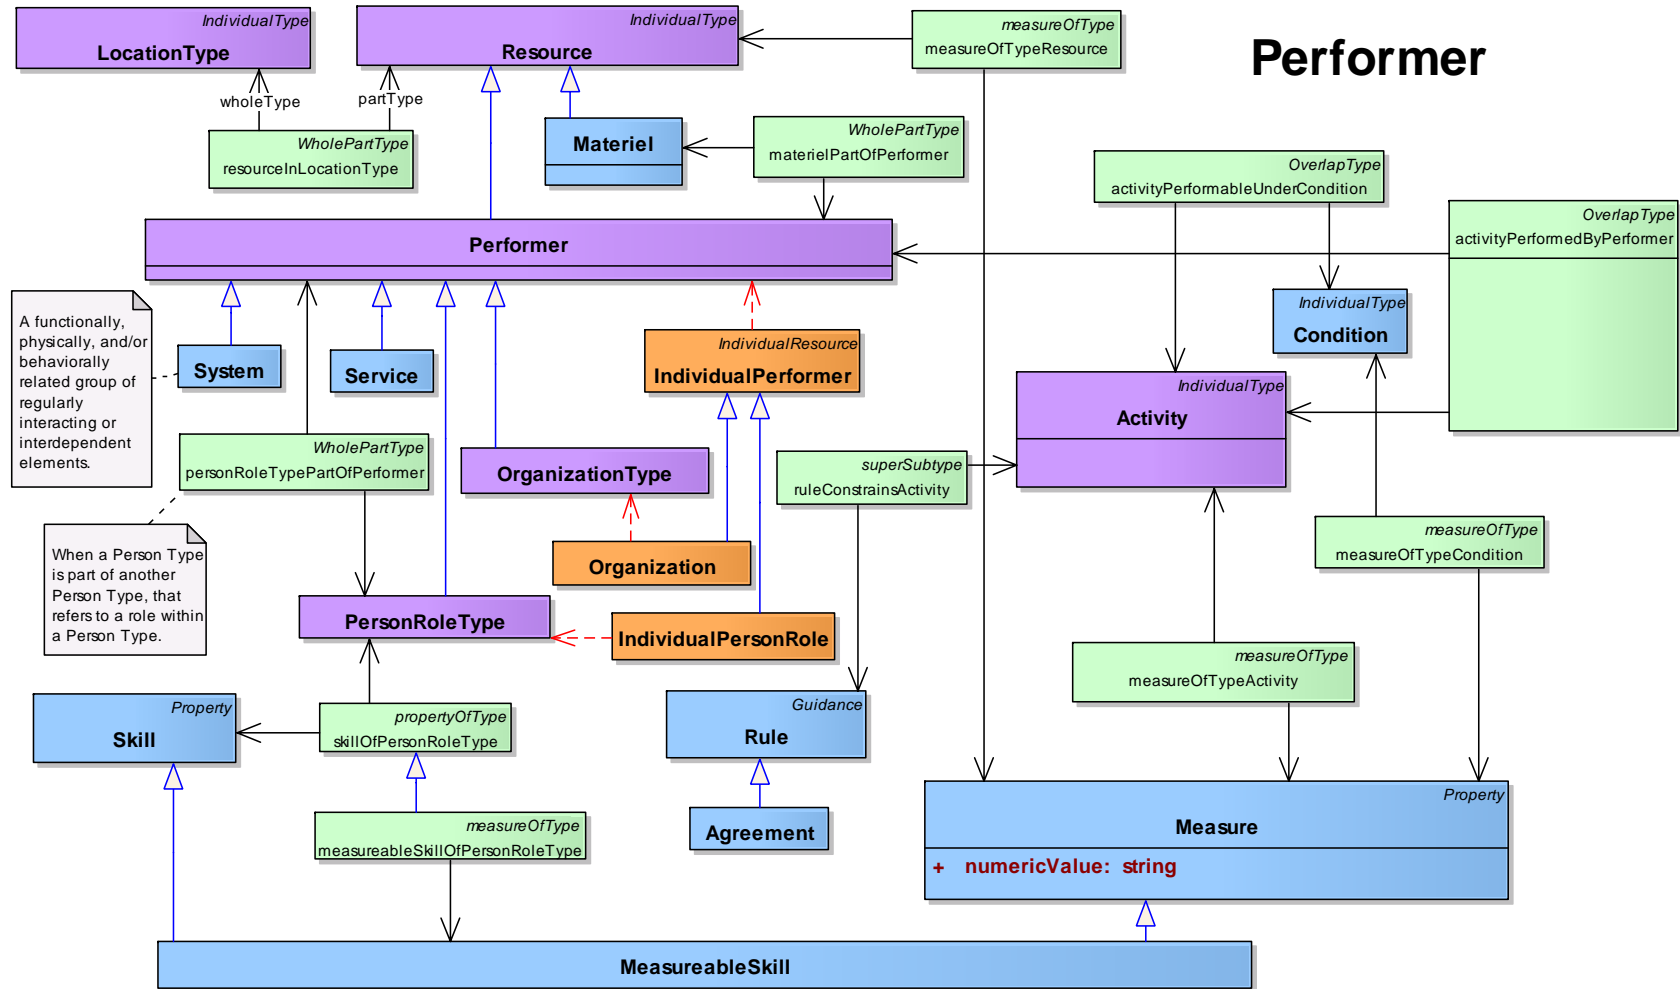 Performer
IndividualType
LocationType
IndividualType
Resource
measureOfType
measureOfTypeResource
wholeType
partType
WholePartType
resourceInLocationType
Materiel
WholePartType
materielPartOfPerformer
OverlapType
activityPerformableUnderCondition
OverlapType
activityPerformedByPerformer
Performer
A functionally,
physically, and/or
behaviorally
related group of
regularly
interacting or
interdependent
elements.
System
Service
IndividualResource
IndividualPerformer
IndividualType
Condition
IndividualType
Activity
WholePartType
personRoleTypePartOfPerformer
OrganizationType
superSubtype
ruleConstrainsActivity
When a Person Type
is part of another
Person Type, that
refers to a role within
a Person Type.
Organization
measureOfType
measureOfTypeCondition
PersonRoleType
IndividualPersonRole
measureOfType
measureOfTypeActivity
Property
Skill
propertyOfType
skillOfPersonRoleType
Guidance
Rule
measureOfType
measureableSkillOfPersonRoleType
Agreement
Property
Measure
+ numericValue: string
MeasureableSkill